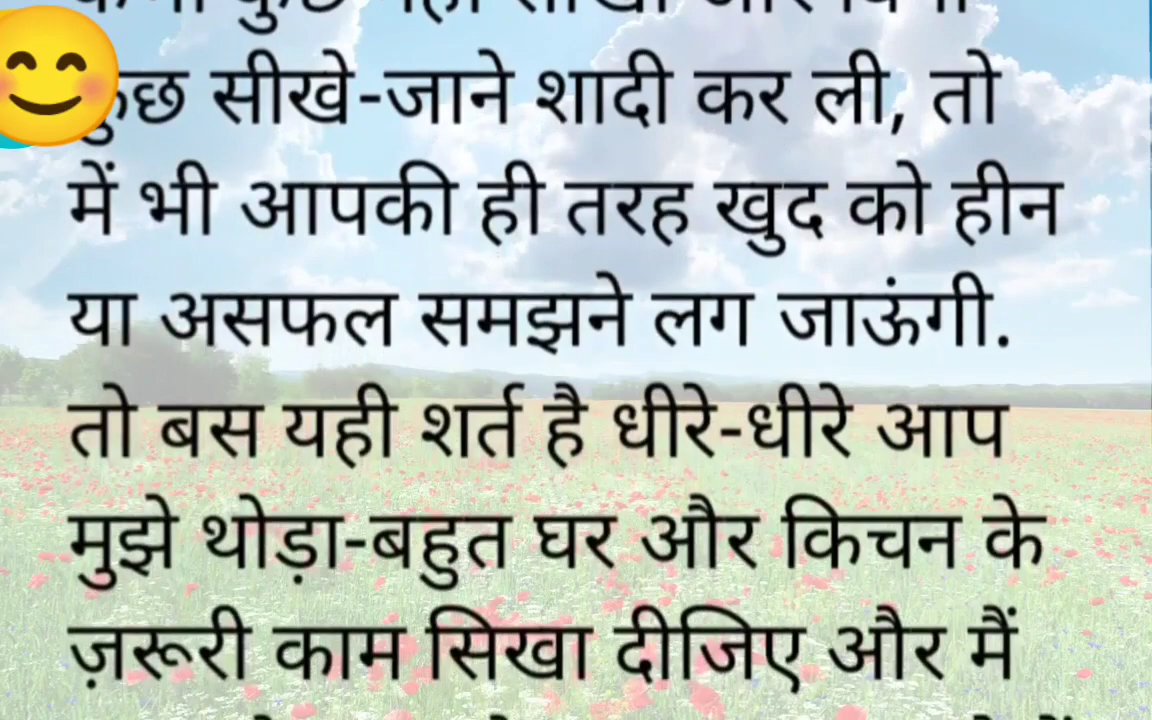 कुछ सीखे-जाने शादी कर ली, तो
में भी आपकी ही तरह खुद को हीन
या असफल समझने लग जाऊंगी.
तो बस यही शर्त है धीरे-धीरे आप
मुझे थोड़ा-बहुत घर और किचन के
ज़रूरी काम सिखा दीजिए और मैं